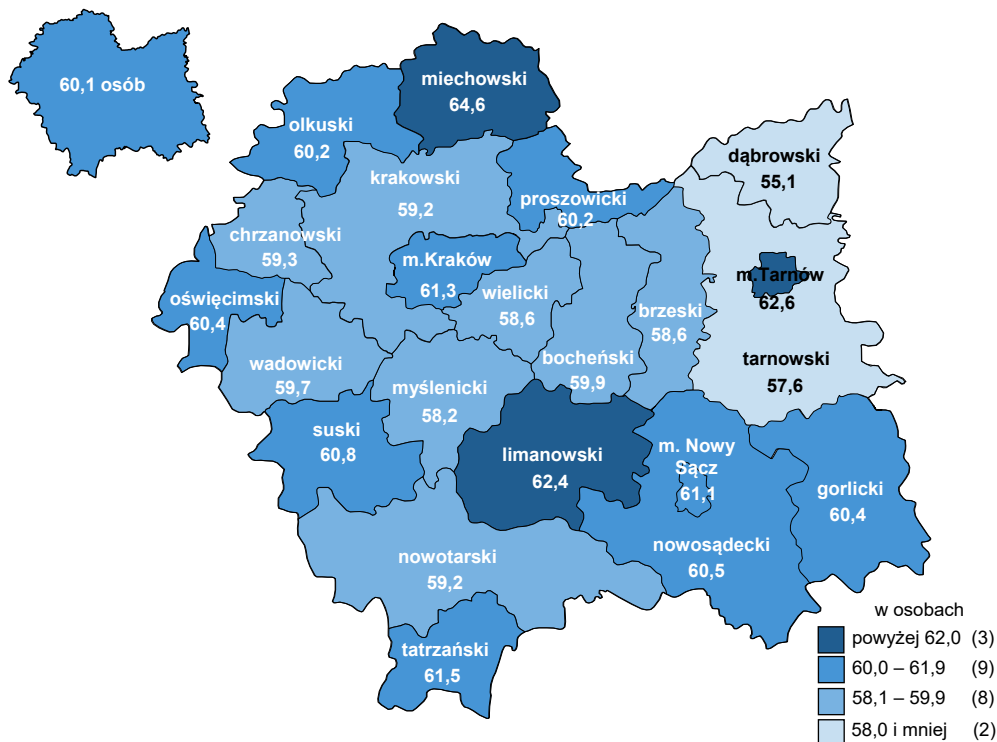 60,1 osób
miechowski
64,6
olkuski
60,2
dąbrowski
55,1
krakowski
59,2
proszowicki
60,2
chrzanowski
59,3
m.Kraków
61,3
m.Tarnów
62,6
oświęcimski
60,4
wielicki
58,6
brzeski
58,6
wadowicki
59,7
bocheński
59,9
tarnowski
57,6
myślenicki
58,2
suski
60,8
limanowski
62,4
m. Nowy
Sącz
61,1
gorlicki
60,4
nowotarski
59,2
nowosądecki
60,5
tatrzański
61,5
w osobach
powyżej 62,0 (3)
60,0 – 61,9 (9)
58,1 – 59,9 (8)
58,0 i mniej (2)